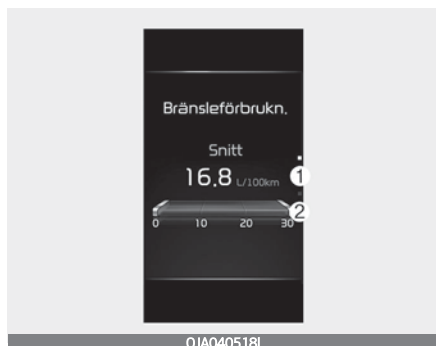 Bränsleförbrukn.
Snitt
16.8 L/100km
1
2
0 10 20 30
OJA040518L